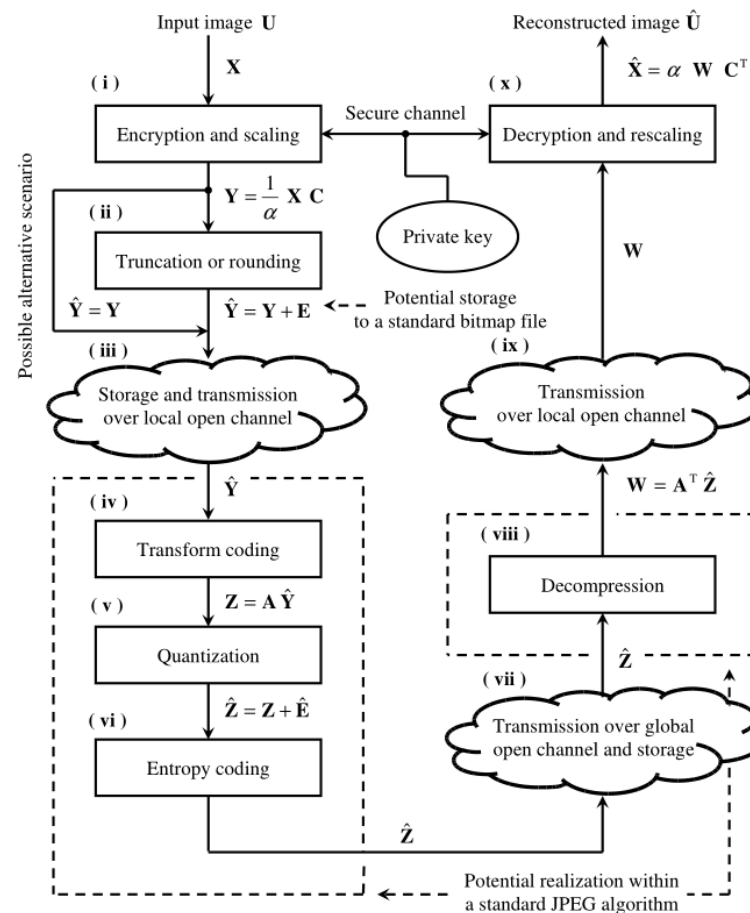 Input image U
X
( i )
Encryption and scaling
Y = 1/α X C
( ii )
Truncation or rounding
Ŷ = Y
Ŷ = Y + E
Possible alternative scenario
Potential storage
to a standard bitmap file
( iii )
Storage and transmission
over local open channel
Ŷ
( iv )
Transform coding
Z = A Ŷ
( v )
Quantization
Ẑ = Z + Ê
( vi )
Entropy coding
Ẑ
Secure channel
Private key
Reconstructed image Û
X̂ = α W Cᵀ
( x )
Decryption and rescaling
W
( ix )
Transmission
over local open channel
W = Aᵀ Ẑ
( viii )
Decompression
Ẑ
( vii )
Transmission over global
open channel and storage
Potential realization within
a standard JPEG algorithm